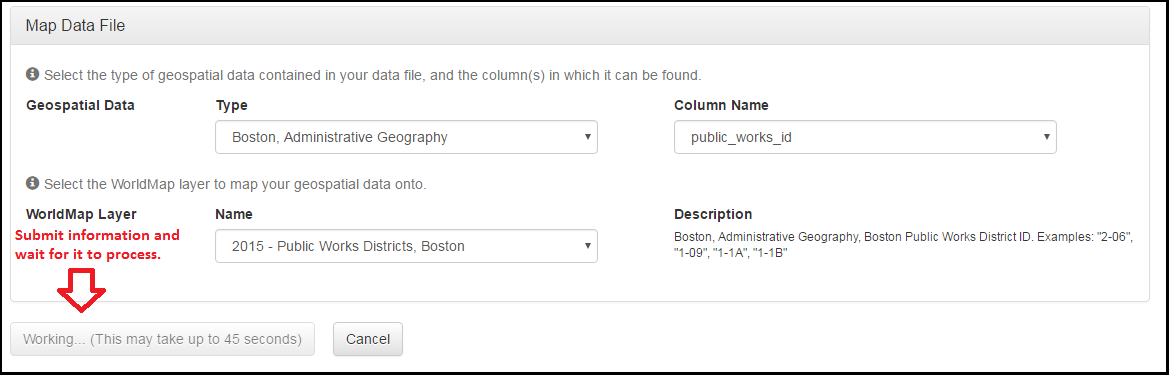 Map Data File
Select the type of geospatial data contained in your data file, and the column(s) in which it can be found.
Geospatial Data
Type
Column Name
Boston, Administrative Geography
public_works_id
Select the WorldMap layer to map your geospatial data onto.
WorldMap Layer
Name
Description
Submit information and
wait for it to process.
2015 - Public Works Districts, Boston
Boston, Administrative Geography, Boston Public Works District ID. Examples: "2-06",
"1-09", "1-1A", "1-1B"
Working... (This may take up to 45 seconds)
Cancel